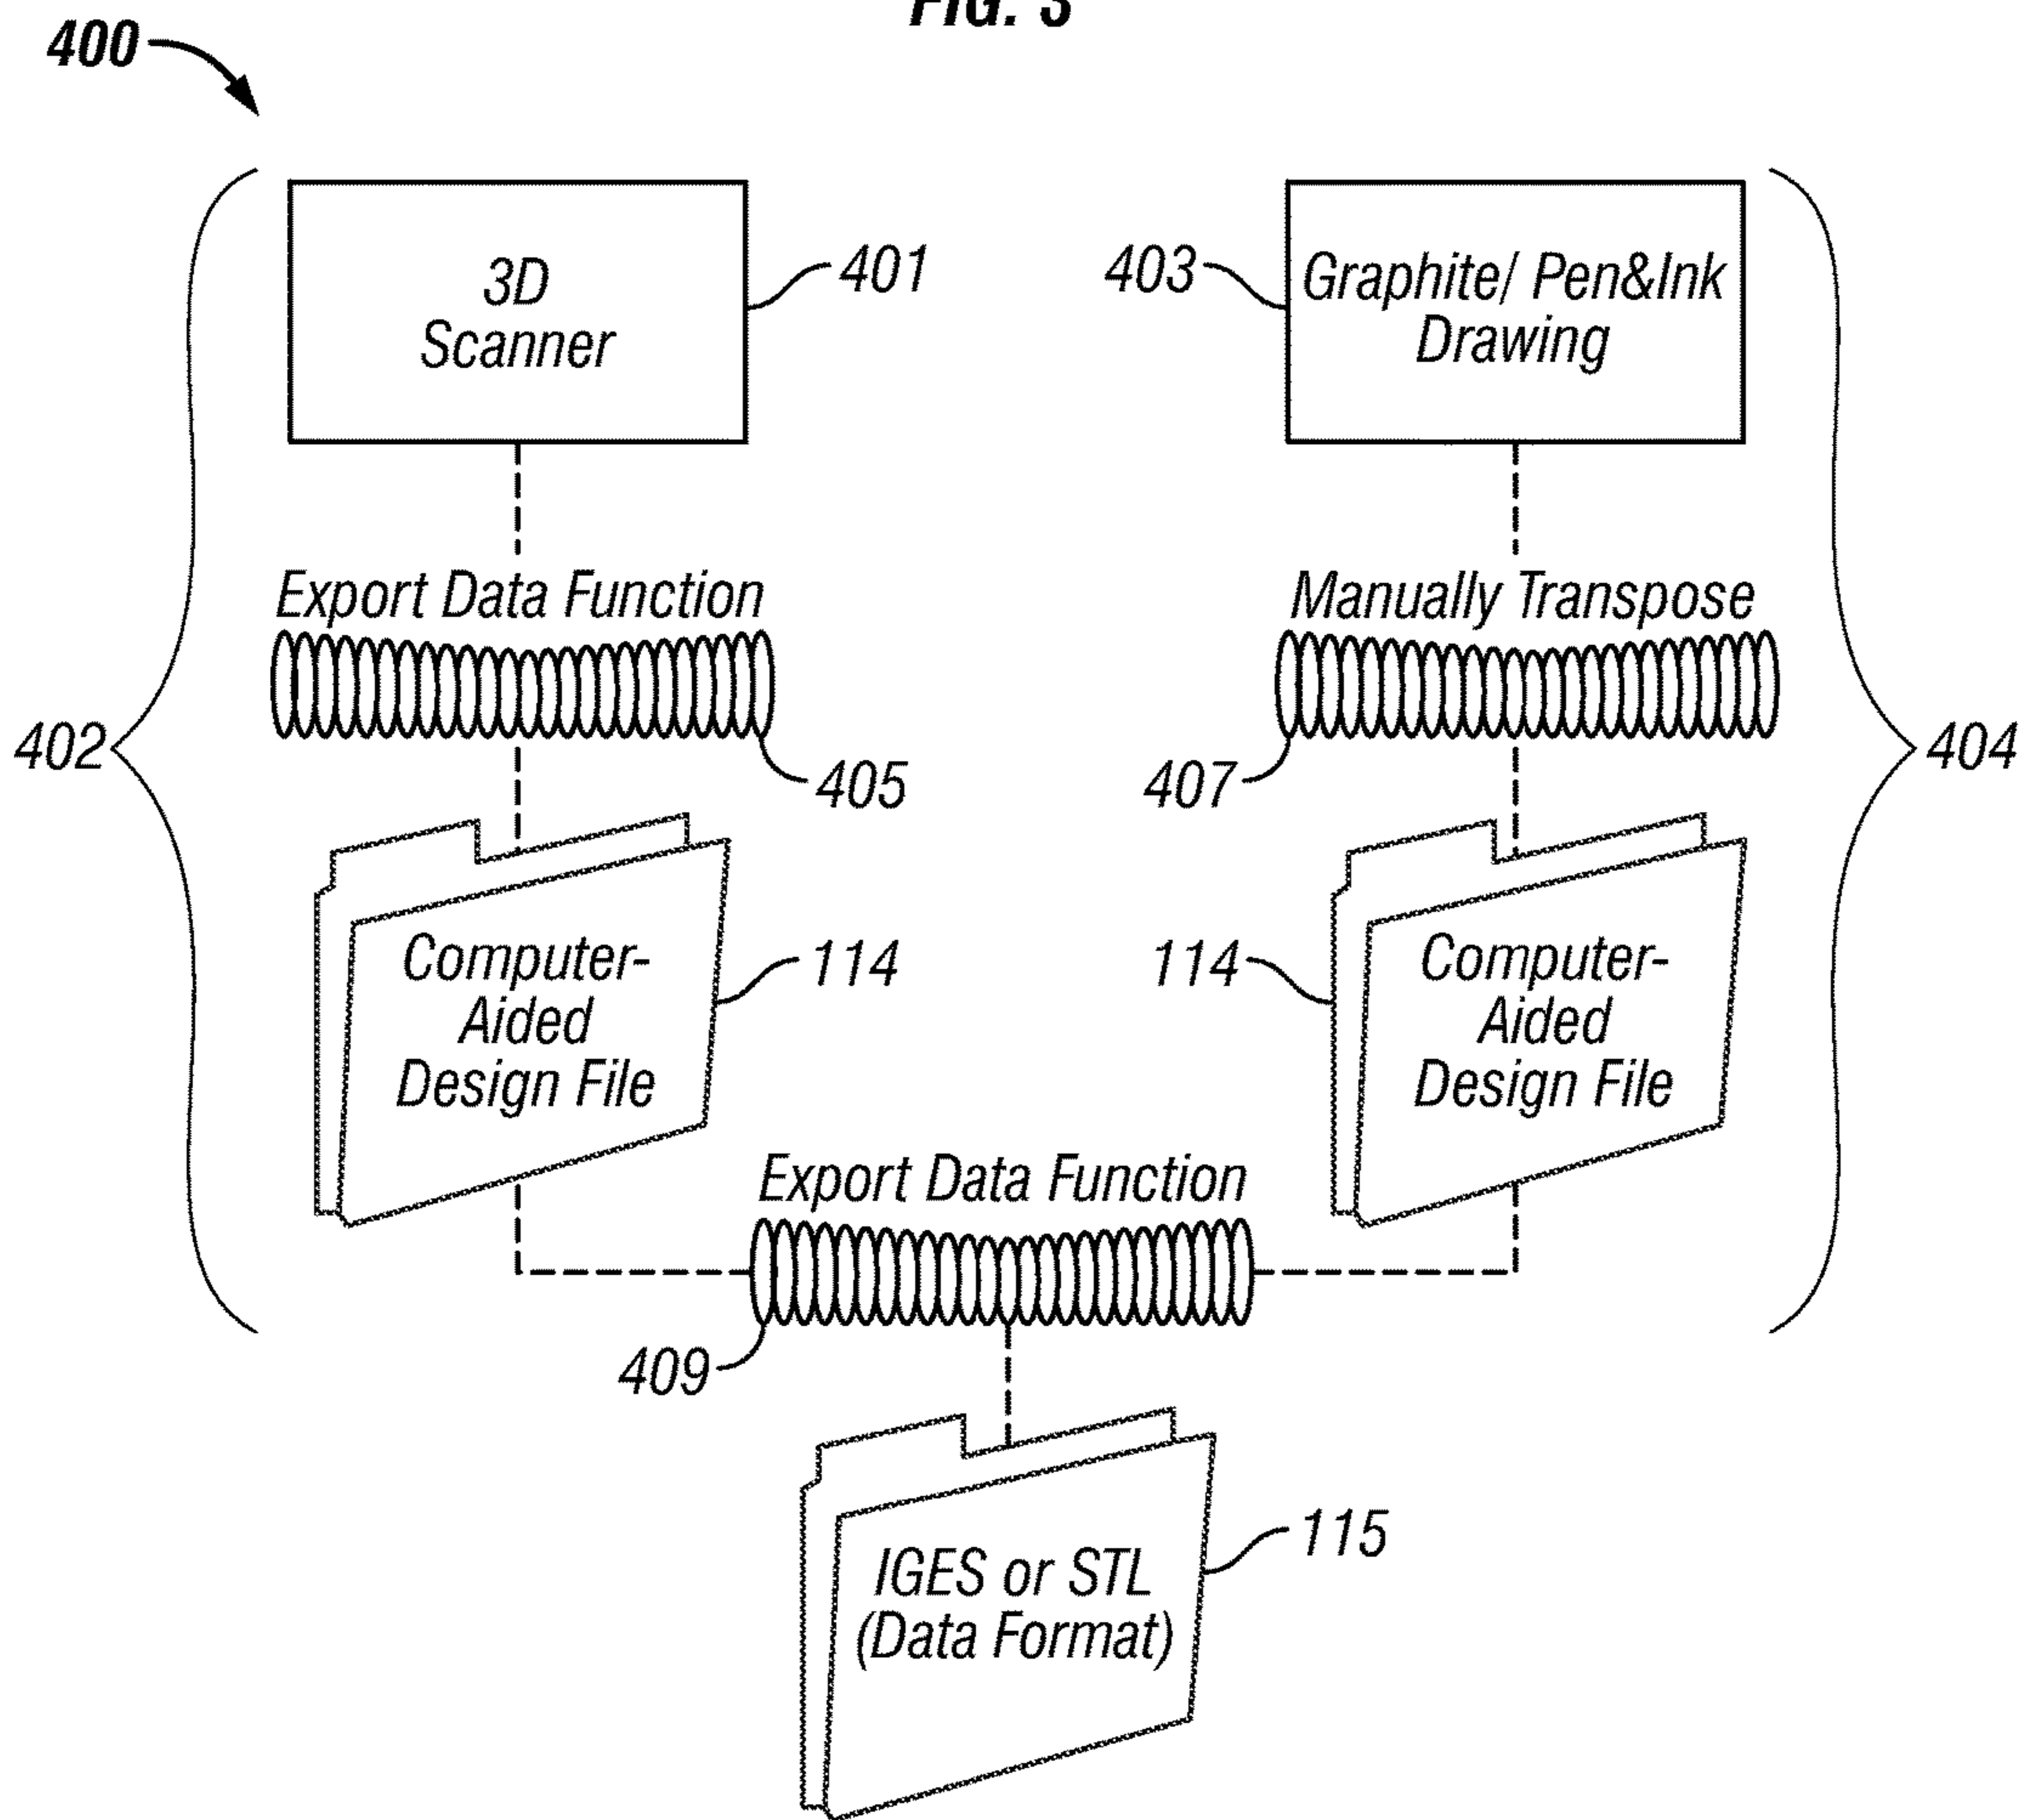 FIG. 3
400
3D
Scanner
401
403
Graphite/ Pen&Ink
Drawing
Export Data Function
Manually Transpose
402
405
407
404
Computer-
Aided
Design File
114
114
Computer-
Aided
Design File
Export Data Function
409
IGES or STL
(Data Format)
115